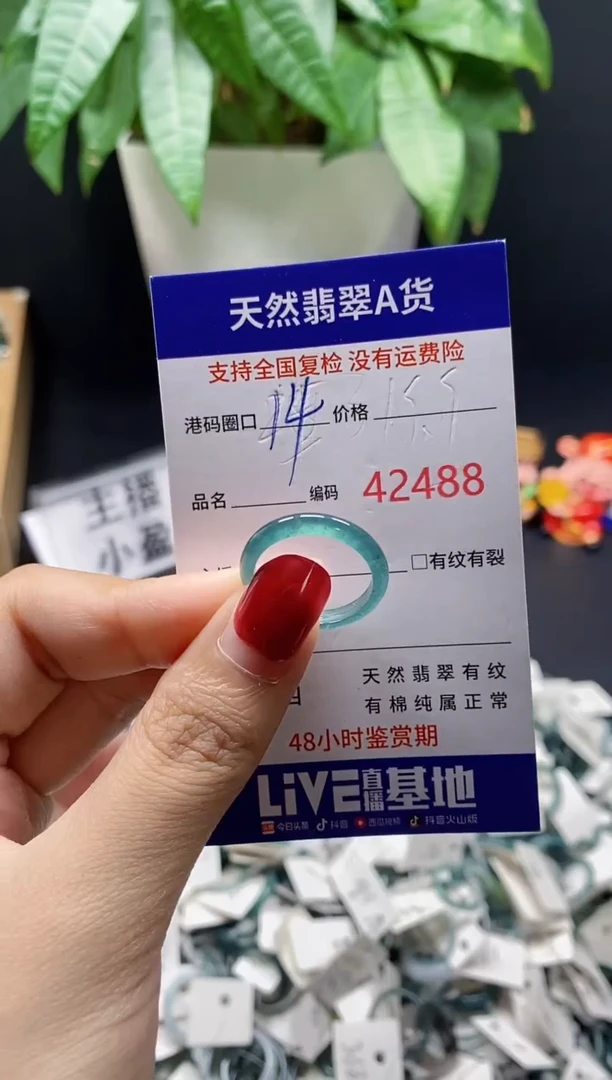 天然翡翠A货
支持全国复检 没有运费险
港码圈口 14 价格
品名 编码 42488
□有纹有裂
天然翡翠有纹
有棉纯属正常
48小时鉴赏期
LIVE直播基地
今日头条 抖音 西瓜视频 抖音火山版
主播
小盈